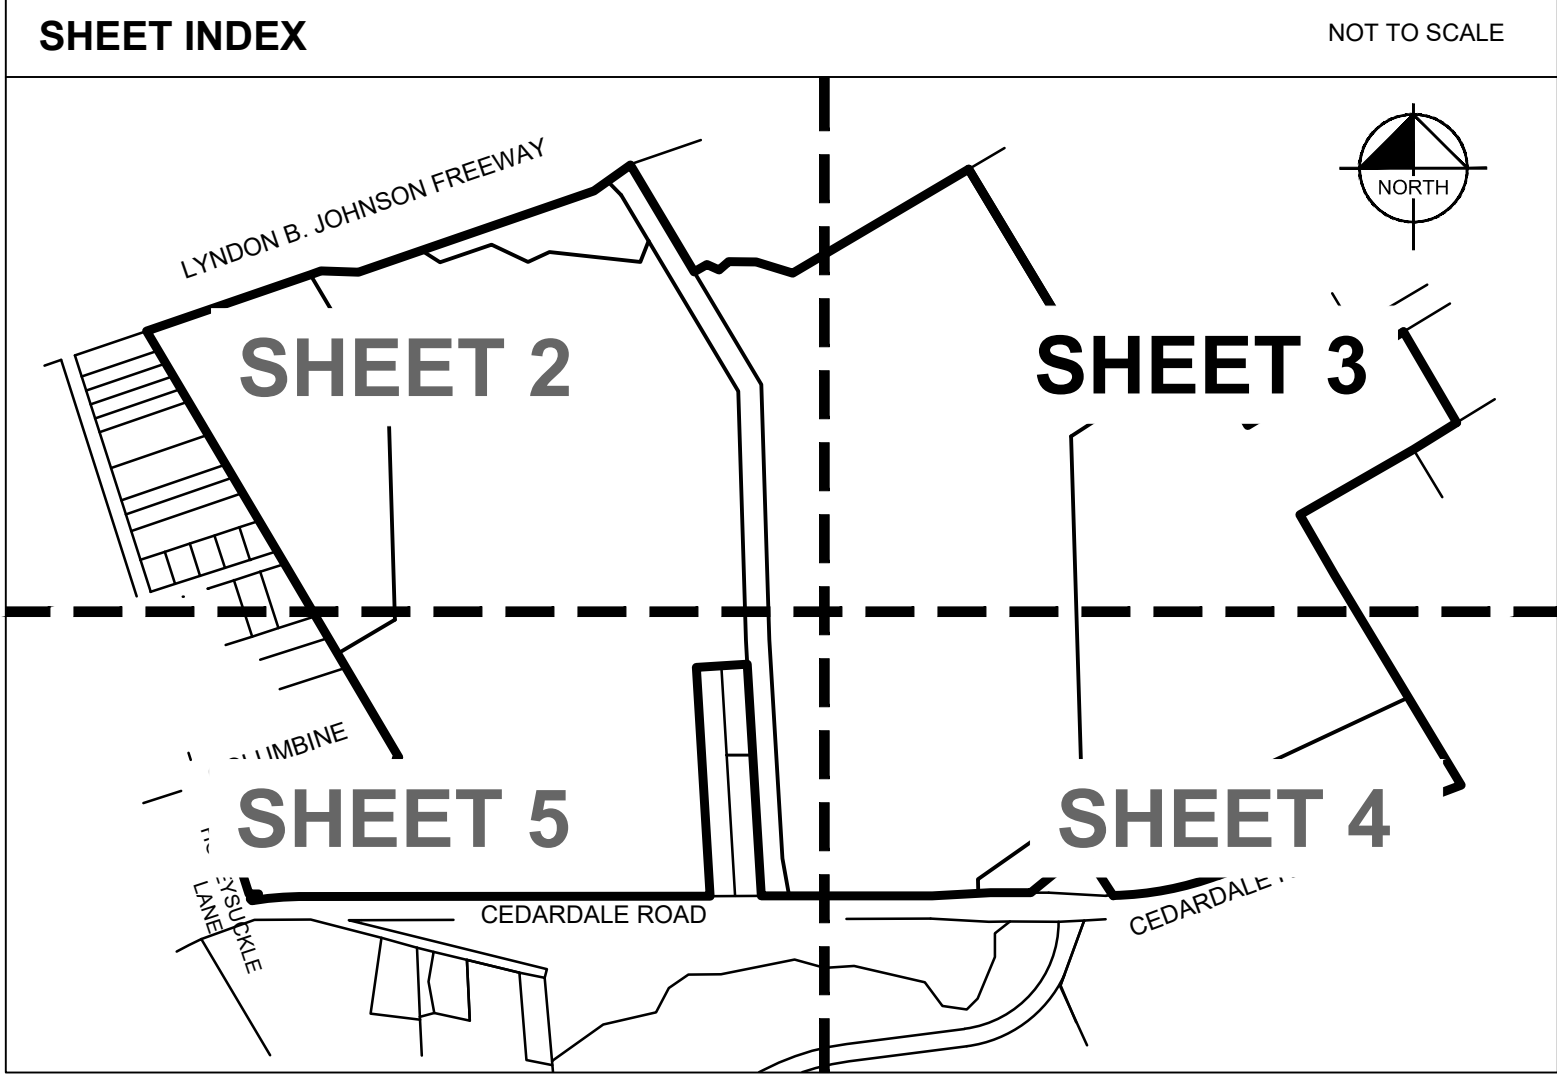 SHEET INDEX
NOT TO SCALE
LYNDON B. JOHNSON FREEWAY
NORTH
SHEET 2
SHEET 3
SHEET 5
SHEET 4
LANE
CEDARDALE ROAD
CEDARDALE